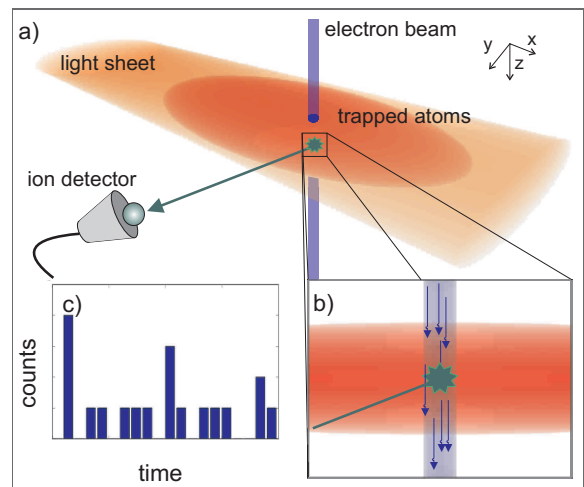 a)
electron beam
y
x
z
light sheet
trapped atoms
ion detector
c)
b)
counts
time